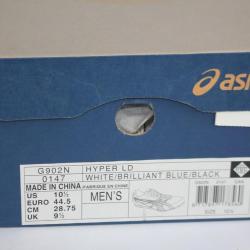 asi
G902N HYPER LD
0147 WHITE/BRILLIANT BLUE/BLACK
MADE IN CHINA FABRIQUE EN CHINE
US 10½
EURO 44.5
CM 28.75
UK 9½
MEN'S